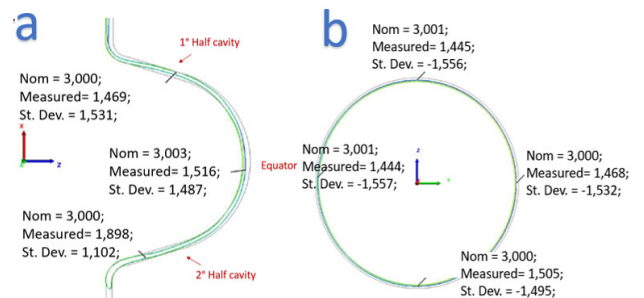 a
1° Half cavity
Nom = 3,000;
Measured= 1,469;
St. Dev. = 1,531;
x
z
Nom = 3,003;
Measured= 1,516;
St. Dev. = 1,487;
Equator
Nom = 3,000;
Measured= 1,898;
St. Dev. = 1,102;
2° Half cavity
b
Nom = 3,001;
Measured= 1,445;
St. Dev. = -1,556;
Nom = 3,001;
Measured= 1,444;
St. Dev. = -1,557;
z
Y
Nom = 3,000;
Measured= 1,468;
St. Dev. = -1,532;
Nom = 3,000;
Measured= 1,505;
St. Dev. = -1,495;